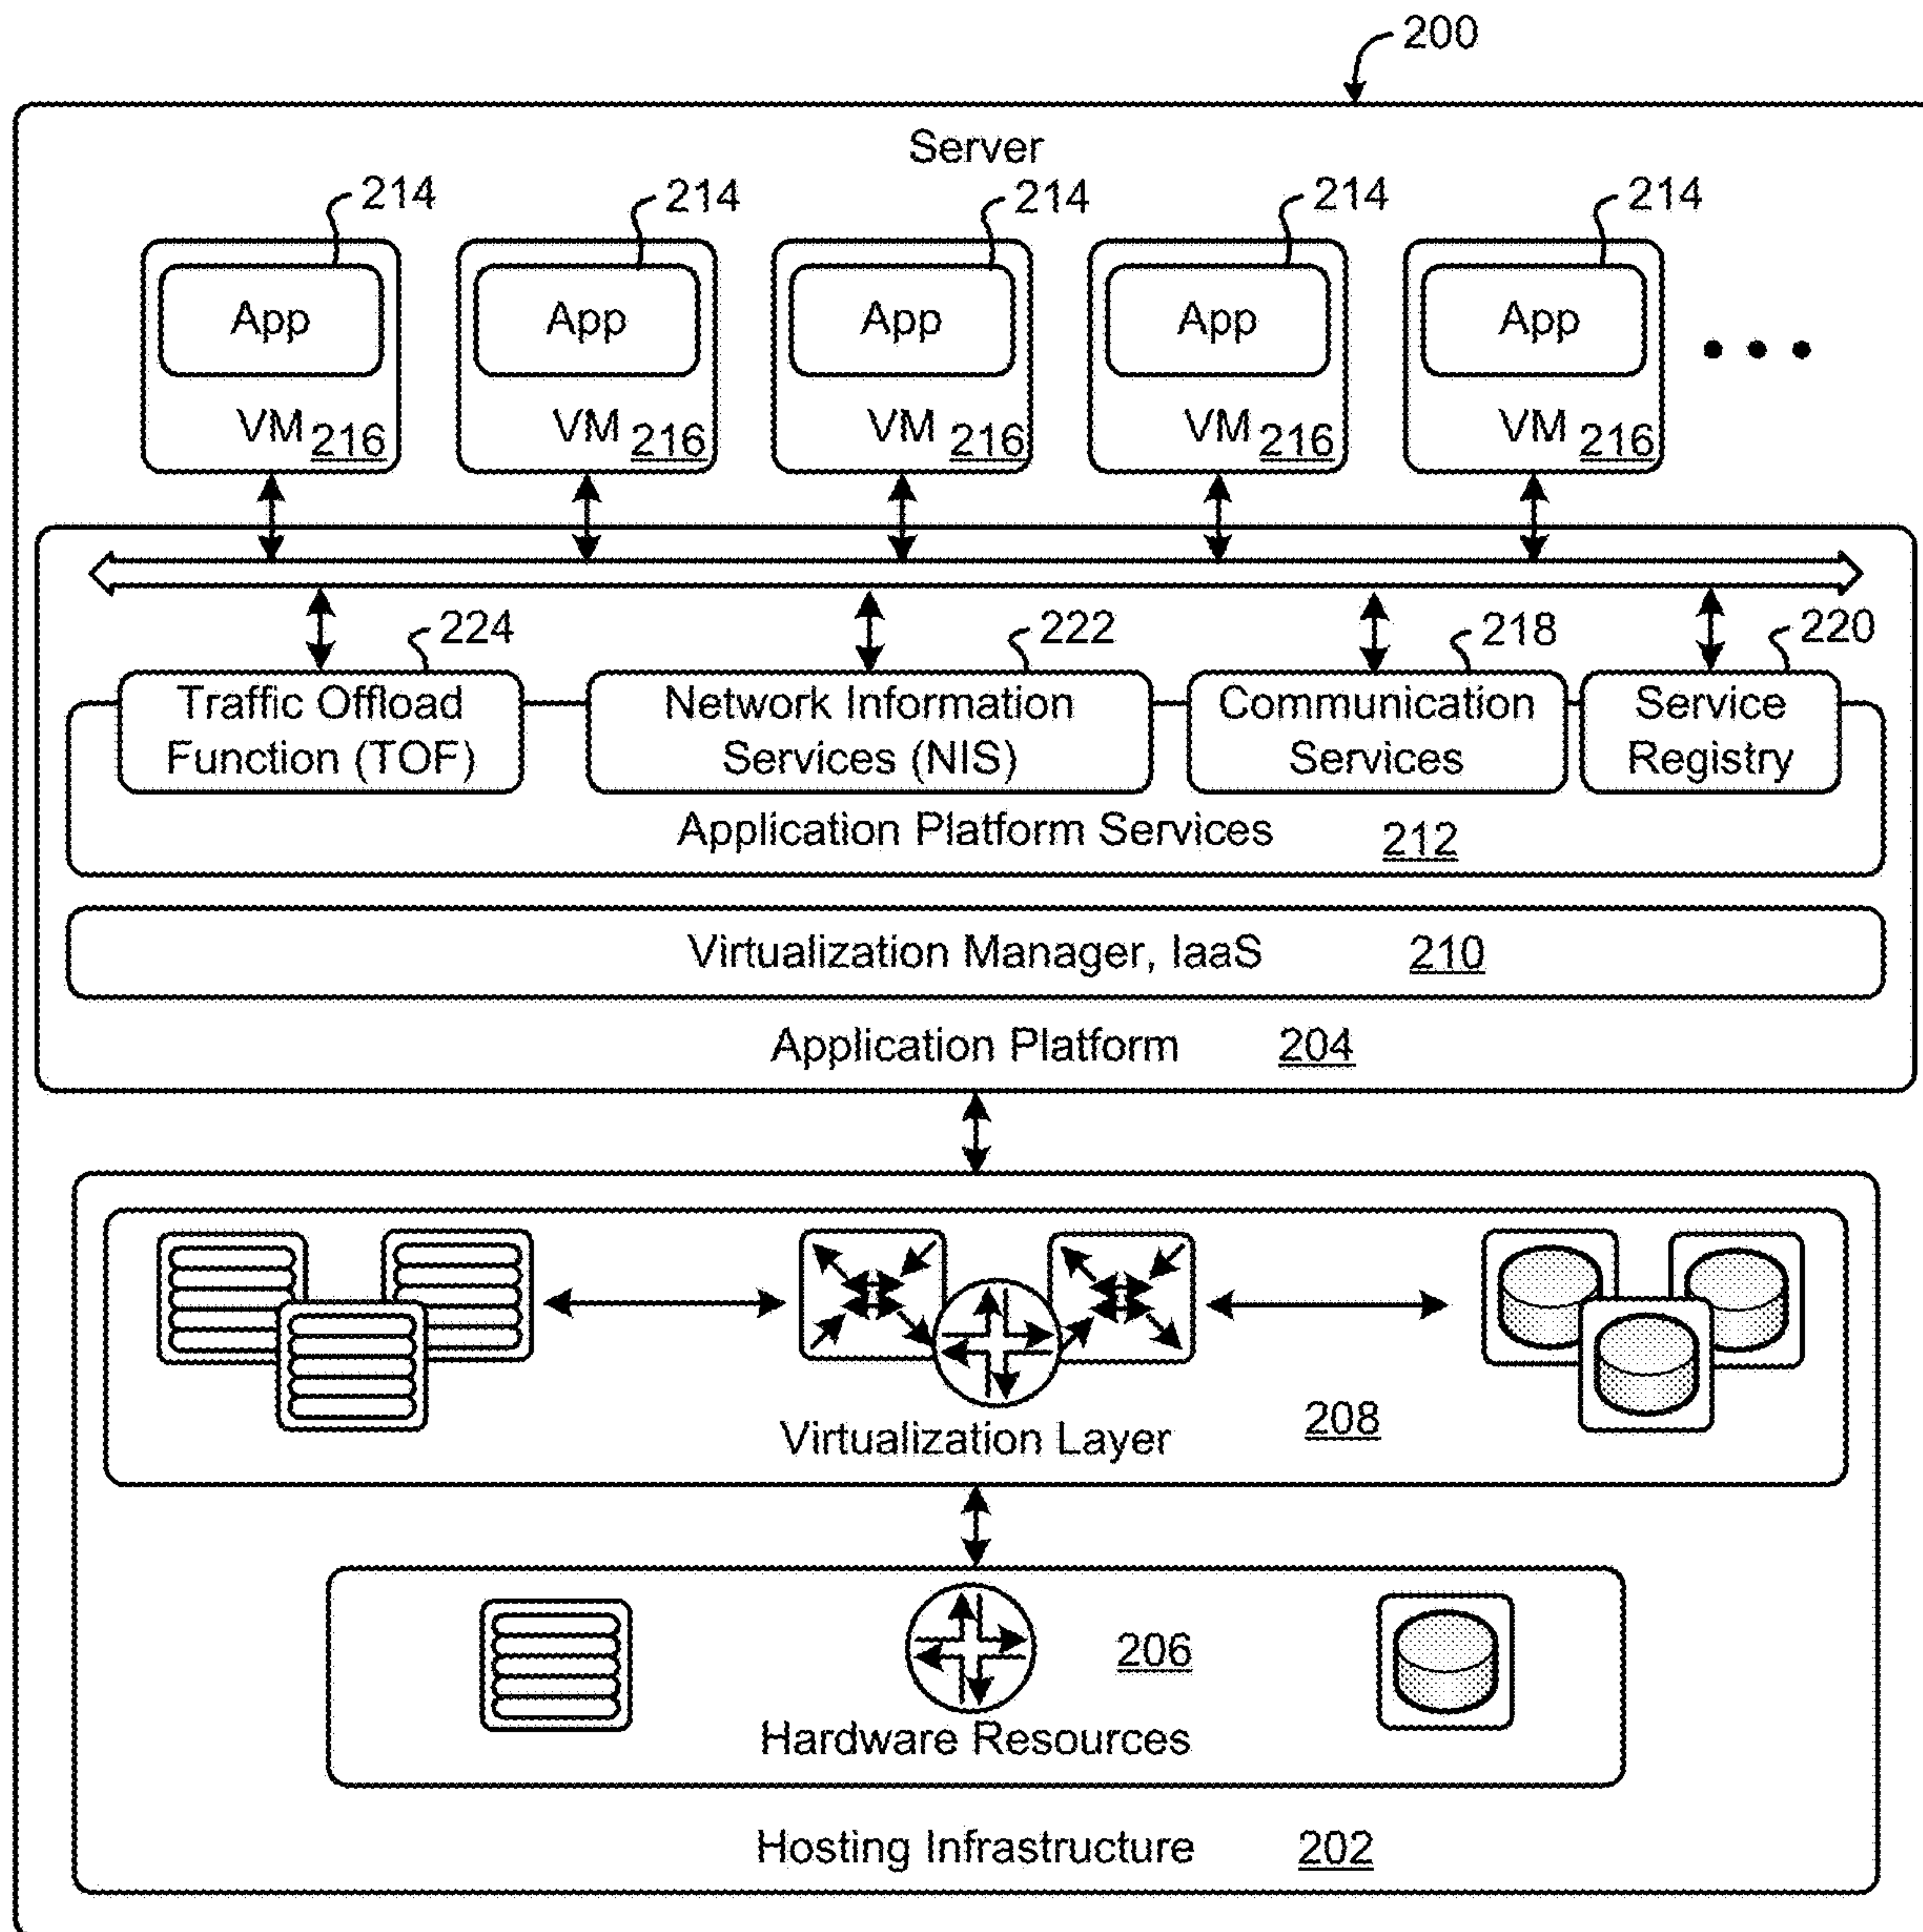 200
Server
214 214 214 214 214
App App App App App
VM 216 VM 216 VM 216 VM 216 VM 216
224 222 218 220
Traffic Offload
Function (TOF)
Network Information
Services (NIS)
Communication
Services
Service
Registry
Application Platform Services 212
Virtualization Manager, IaaS 210
Application Platform 204
Virtualization Layer 208
206
Hardware Resources
Hosting Infrastructure 202